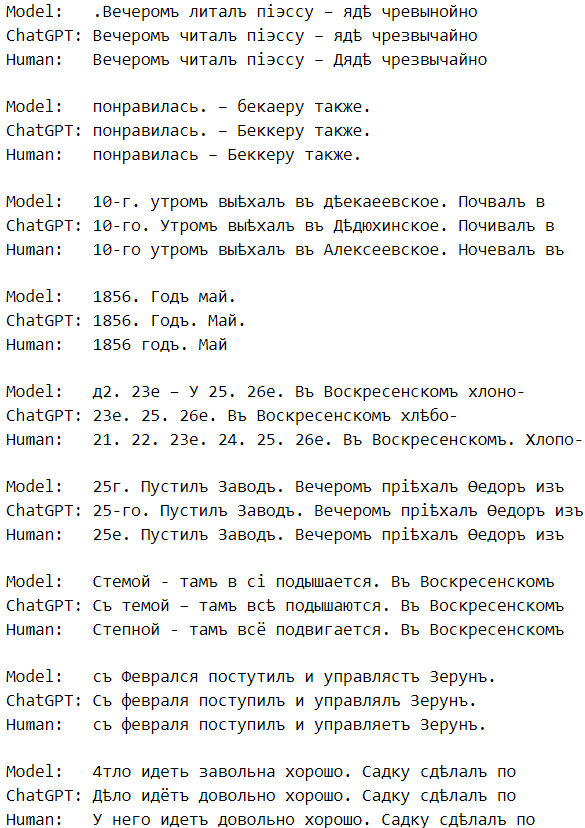 Model:   .Вечеромъ литалъ піэссу – ядѣ чревынойно
ChatGPT: Вечеромъ читалъ піэссу – ядѣ чрезвычайно
Human:   Вечеромъ читалъ піэссу – Дядѣ чрезвычайно
Model:   понравилась. – бекаеру также.
ChatGPT: понравилась. – Беккеру также.
Human:   понравилась – Беккеру также.
Model:   10-г. утромъ выѣхалъ въ дѣекаеевское. Почвалъ в
ChatGPT: 10-го. Утромъ выѣхалъ въ Дѣдюхинское. Почивалъ в
Human:   10-го утромъ выѣхалъ въ Алексеевское. Ночевалъ въ
Model:   1856. Годъ май.
ChatGPT: 1856. Годъ. Май.
Human:   1856 годъ. Май
Model:   д2. 23е – У 25. 26е. Въ Воскресенскомъ хлоно-
ChatGPT: 23е. 25. 26е. Въ Воскресенскомъ хлѣбо-
Human:   21. 22. 23е. 24. 25. 26е. Въ Воскресенскомъ. Хлопо-
Model:   25г. Пустилъ Заводъ. Вечеромъ пріѣхалъ Ѳедоръ изъ
ChatGPT: 25-го. Пустилъ Заводъ. Вечеромъ пріѣхалъ Ѳедоръ изъ
Human:   25е. Пустилъ Заводъ. Вечеромъ пріѣхалъ Ѳедоръ изъ
Model:   Стемой - тамъ в сі подышается. Въ Воскресенскомъ
ChatGPT: Съ темой – тамъ всѣ подышаются. Въ Воскресенскомъ
Human:   Степной - тамъ всё подвигается. Въ Воскресенскомъ
Model:   съ Феврался постутилъ и управлястъ Зерунъ.
ChatGPT: Съ февраля поступилъ и управлялъ Зерунъ.
Human:   съ февраля поступилъ и управляетъ Зерунъ.
Model:   4тло идеть завольна хорошо. Садку сдѣлалъ по
ChatGPT: Дѣло идётъ довольно хорошо. Садку сдѣлалъ по
Human:   У него идетъ довольно хорошо. Садку сдѣлалъ по